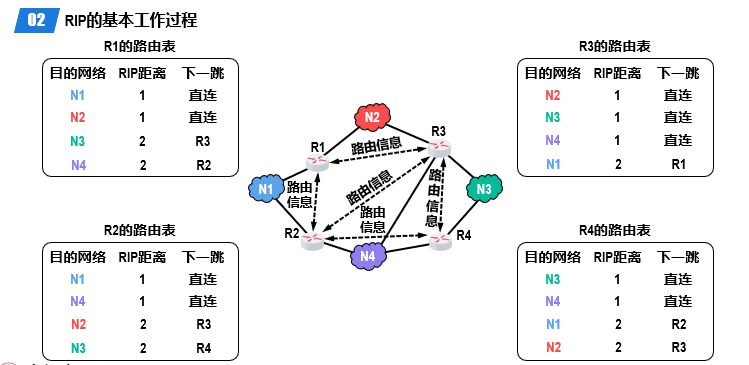 02 RIP的基本工作过程
R1的路由表
目的网络 RIP距离 下一跳
N1 1 直连
N2 1 直连
N3 2 R3
N4 2 R2
R3的路由表
目的网络 RIP距离 下一跳
N2 1 直连
N3 1 直连
N4 1 直连
N1 2 R1
N2
R1
R3
路由信息
N1
路由
信息
路由信息
路由信息
N3
R2
路由
信息
R4
N4
R2的路由表
目的网络 RIP距离 下一跳
N1 1 直连
N4 1 直连
N2 2 R3
N3 2 R4
R4的路由表
目的网络 RIP距离 下一跳
N3 1 直连
N4 1 直连
N1 2 R2
N2 2 R3